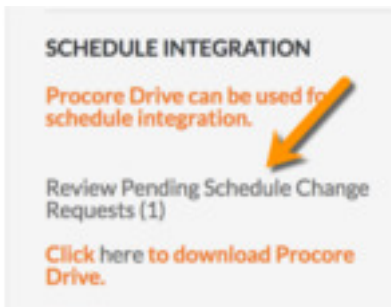 SCHEDULE INTEGRATION
Procore Drive can be used for
schedule integration.
Review Pending Schedule Change
Requests (1)
Click here to download Procore
Drive.